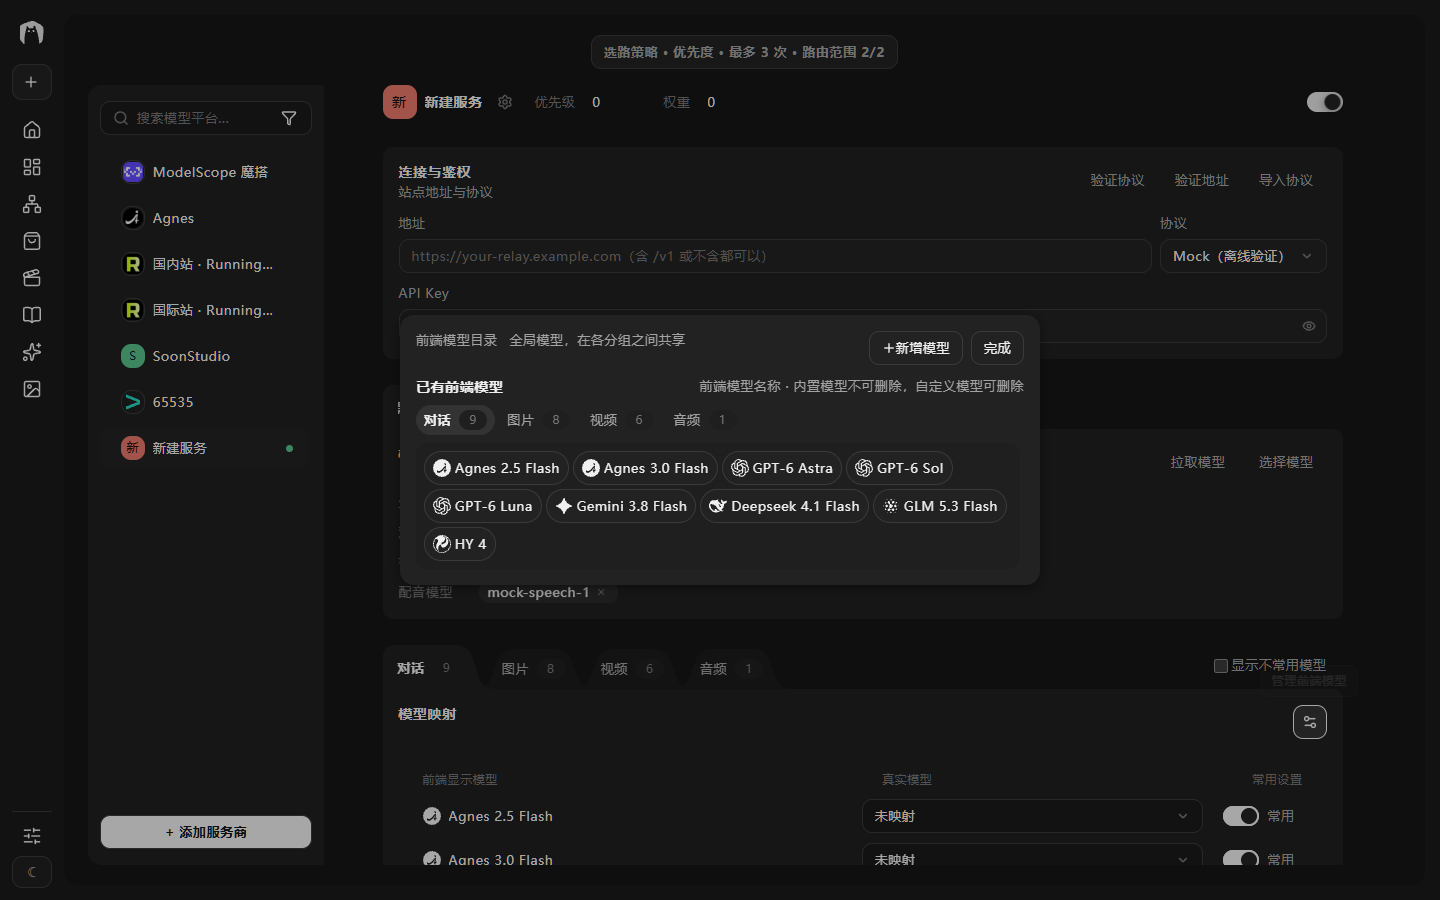 选路策略 • 优先度 • 最多 3 次 • 路由范围 2/2
搜索模型平台...
ModelScope 魔搭
Agnes
国内站 · Running...
国际站 · Running...
S SoonStudio
65535
新 新建服务
+ 添加服务商
新 新建服务 优先级 0 权重 0
连接与鉴权
站点地址与协议
验证协议 验证地址 导入协议
地址 协议
https://your-relay.example.com（含 /v1 或不含都可以） Mock（离线验证）
API Key
前端模型目录 全局模型，在各分组之间共享
+新增模型 完成
已有前端模型 前端模型名称 · 内置模型不可删除，自定义模型可删除
对话 9 图片 8 视频 6 音频 1
Agnes 2.5 Flash Agnes 3.0 Flash GPT-6 Astra GPT-6 Sol
GPT-6 Luna Gemini 3.8 Flash Deepseek 4.1 Flash GLM 5.3 Flash
HY 4
拉取模型 选择模型
配音模型 mock-speech-1 ×
对话 9 图片 8 视频 6 音频 1
显示不常用模型
管理前端模型
模型映射
前端显示模型 真实模型 常用设置
Agnes 2.5 Flash 未映射 常用
Agnes 3.0 Flash 未映射 常用